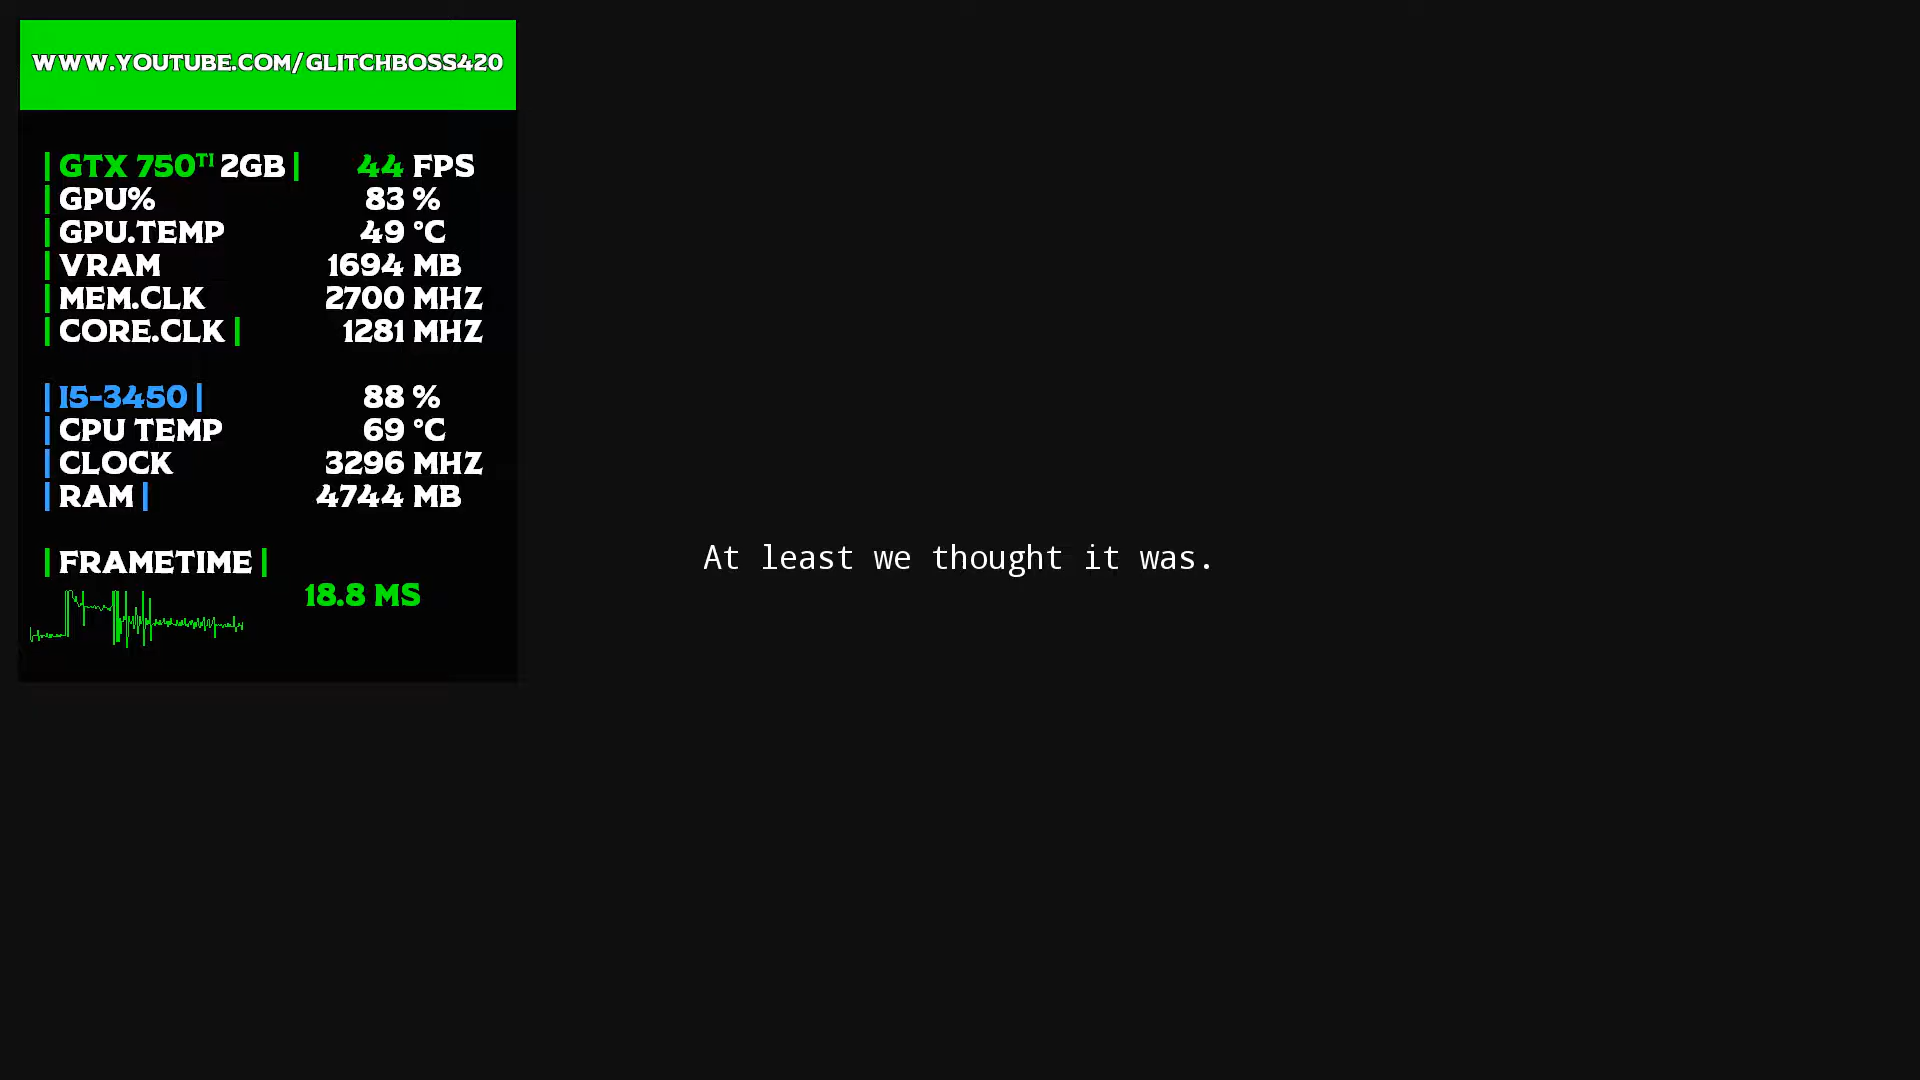 WWW.YOUTUBE.COM/GLITCHBOSS420
| GTX 750TI 2GB | 44 FPS
| GPU% 83 %
| GPU.TEMP 49 °C
| VRAM 1694 MB
| MEM.CLK 2700 MHZ
| CORE.CLK | 1281 MHZ
| I5-3450 | 88 %
| CPU TEMP 69 °C
| CLOCK 3296 MHZ
| RAM | 4744 MB
At least we thought it was.
| FRAMETIME |
18.8 MS